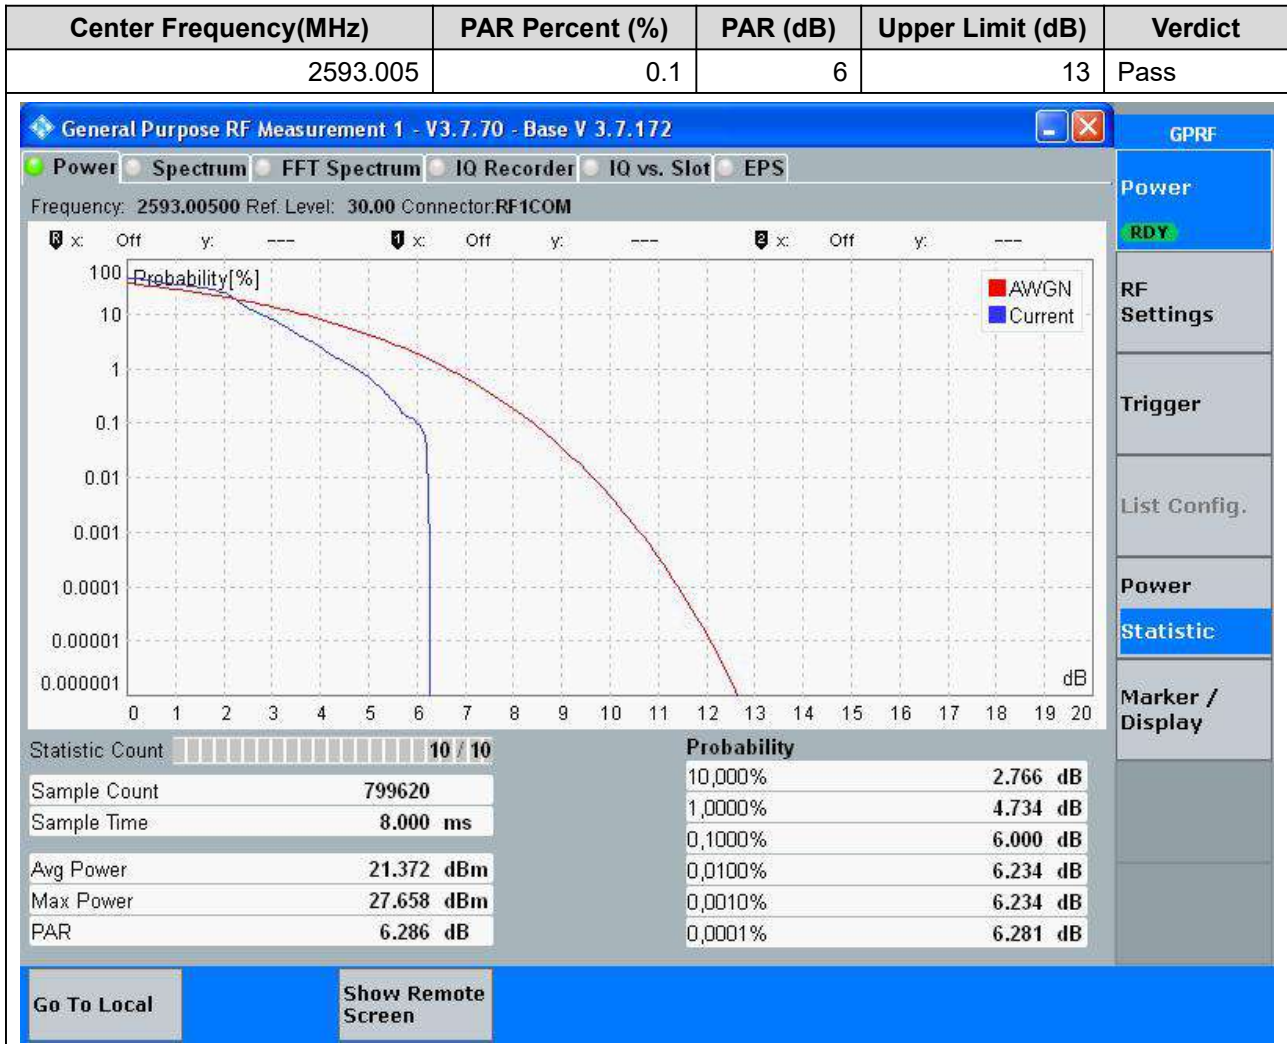 Center Frequency(MHz) PAR Percent (%) PAR (dB) Upper Limit (dB) Verdict
2593.005 0.1 6 13 Pass
General Purpose RF Measurement 1 - V3.7.70 - Base V 3.7.172
GPRF
Power Spectrum FFT Spectrum IQ Recorder IQ vs. Slot EPS
Frequency: 2593.00500 Ref. Level: 30.00 Connector:RF1COM
R x: Off y: --- 1 x: Off y: --- 2 x: Off y: ---
Probability[%]
100
10
1
0.1
0.01
0.001
0.0001
0.00001
0.000001
AWGN
Current
dB
0 1 2 3 4 5 6 7 8 9 10 11 12 13 14 15 16 17 18 19 20
Statistic Count 10 / 10
Sample Count 799620
Sample Time 8.000 ms
Avg Power 21.372 dBm
Max Power 27.658 dBm
PAR 6.286 dB
Probability
10,000% 2.766 dB
1,0000% 4.734 dB
0,1000% 6.000 dB
0,0100% 6.234 dB
0,0010% 6.234 dB
0,0001% 6.281 dB
Power
RDY
RF
Settings
Trigger
List Config.
Power
Statistic
Marker /
Display
Go To Local
Show Remote
Screen